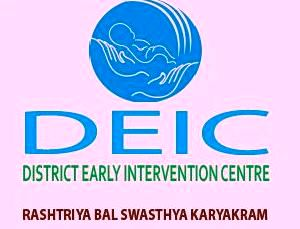 DEIC
DISTRICT EARLY INTERVENTION CENTRE
RASHTRIYA BAL SWASTHYA KARYAKRAM